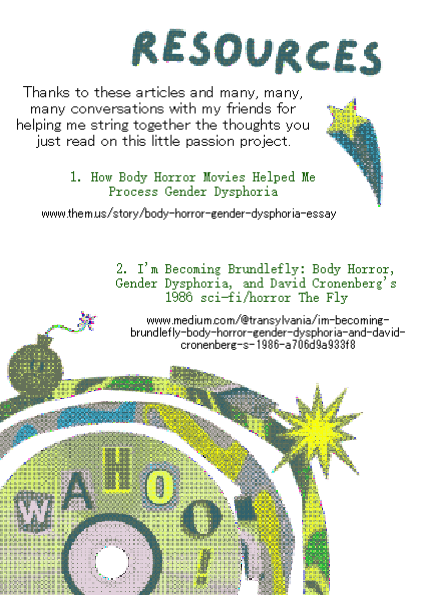 RESOURCES
Thanks to these articles and many, many,
many conversations with my friends for
helping me string together the thoughts you
just read on this little passion project.
1. How Body Horror Movies Helped Me
Process Gender Dysphoria
www.them.us/story/body-horror-gender-dysphoria-essay
2. I'm Becoming Brundlefly: Body Horror,
Gender Dysphoria, and David Cronenberg's
1986 sci-fi/horror The Fly
www.medium.com/@transylvania/im-becoming-
brundlefly-body-horror-gender-dysphoria-and-david-
cronenberg-s-1986-a706d9a933f8
WAHOO!